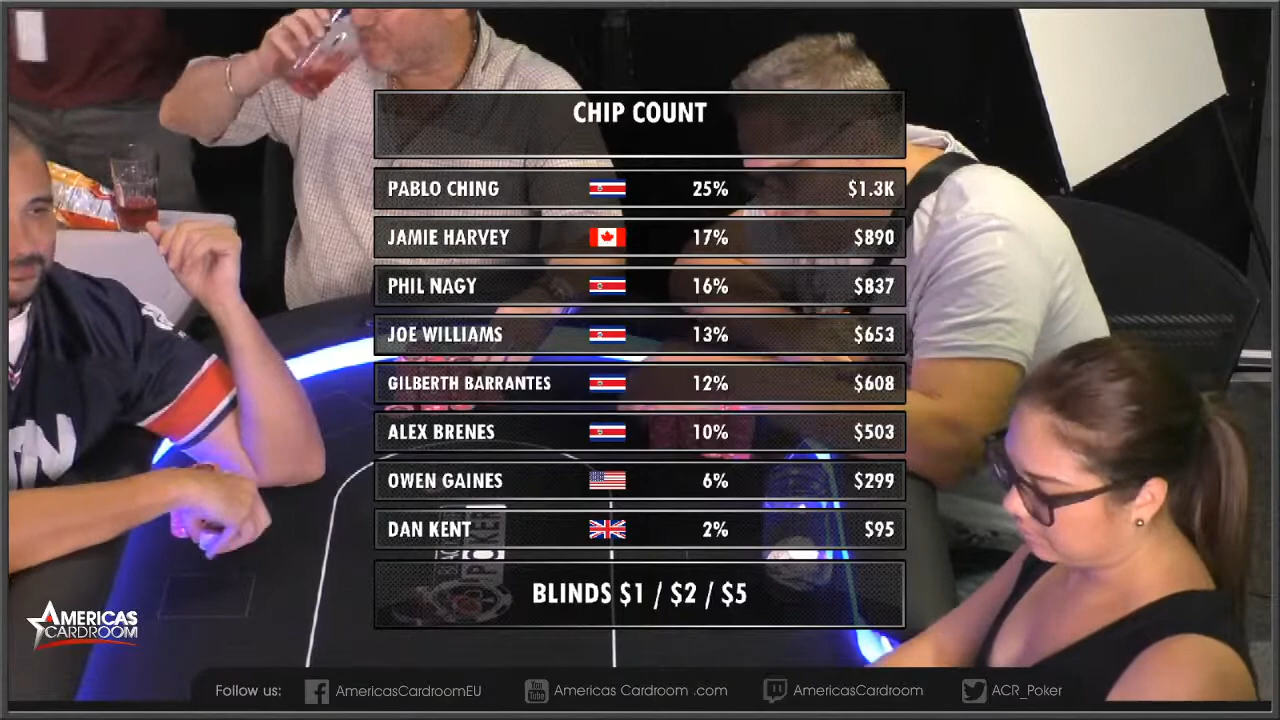 CHIP COUNT
PABLO CHING 25% $1.3K
JAMIE HARVEY 17% $890
PHIL NAGY 16% $837
JOE WILLIAMS 13% $653
GILBERTH BARRANTES 12% $608
ALEX BRENES 10% $503
OWEN GAINES 6% $299
DAN KENT 2% $95
BLINDS $1 / $2 / $5
AMERICAS
CARDROOM
Follow us: AmericasCardroomEU You Tube Americas Cardroom .com AmericasCardroom ACR_Poker